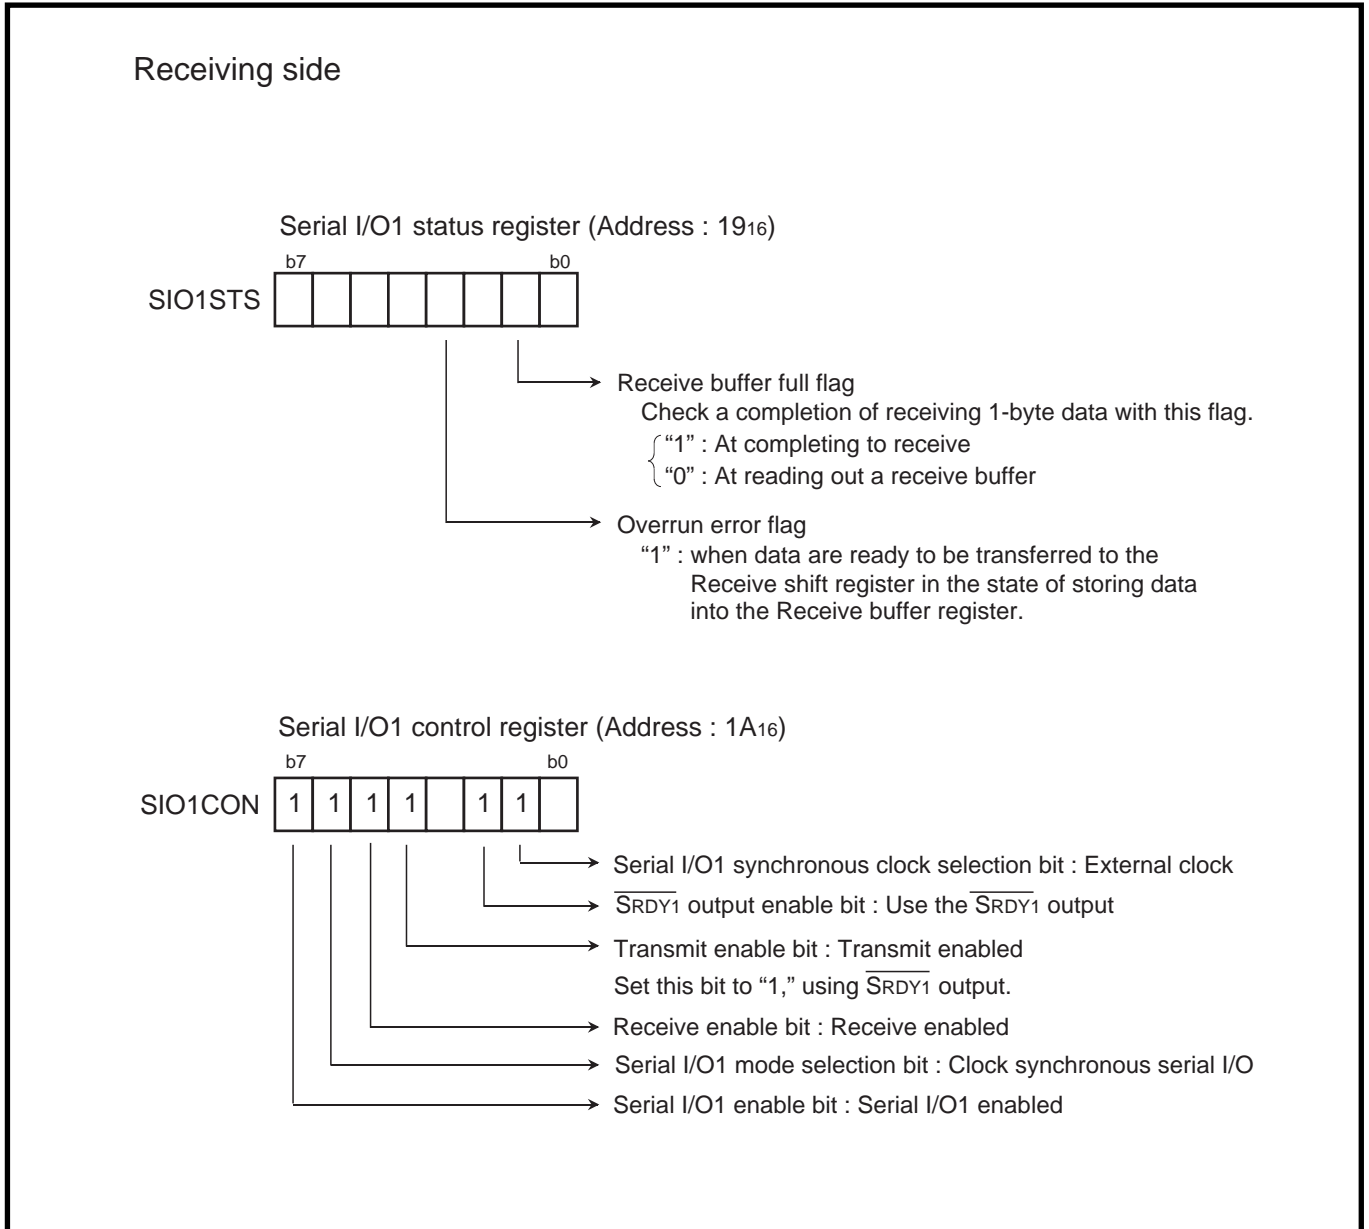 Receiving side
Serial I/O1 status register (Address : 1916)
b7 b0
SIO1STS
Receive buffer full flag
Check a completion of receiving 1-byte data with this flag.
“1” : At completing to receive
“0” : At reading out a receive buffer
Overrun error flag
“1” : when data are ready to be transferred to the
Receive shift register in the state of storing data
into the Receive buffer register.
Serial I/O1 control register (Address : 1A16)
b7 b0
SIO1CON 1 1 1 1 1 1
Serial I/O1 synchronous clock selection bit : External clock
SRDY1 output enable bit : Use the SRDY1 output
Transmit enable bit : Transmit enabled
Set this bit to “1,” using SRDY1 output.
Receive enable bit : Receive enabled
Serial I/O1 mode selection bit : Clock synchronous serial I/O
Serial I/O1 enable bit : Serial I/O1 enabled